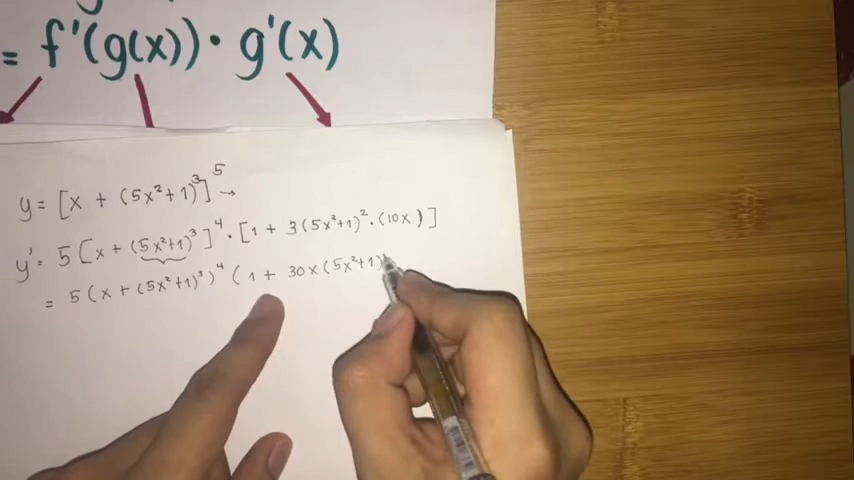 = f'(g(x)) · g'(x)
y = [x + (5x²+1)³]⁵ →
y' = 5[x + (5x²+1)³]⁴ · [1 + 3(5x²+1)² · (10x)]
= 5(x + (5x²+1)³)⁴ (1 + 30x(5x²+1)